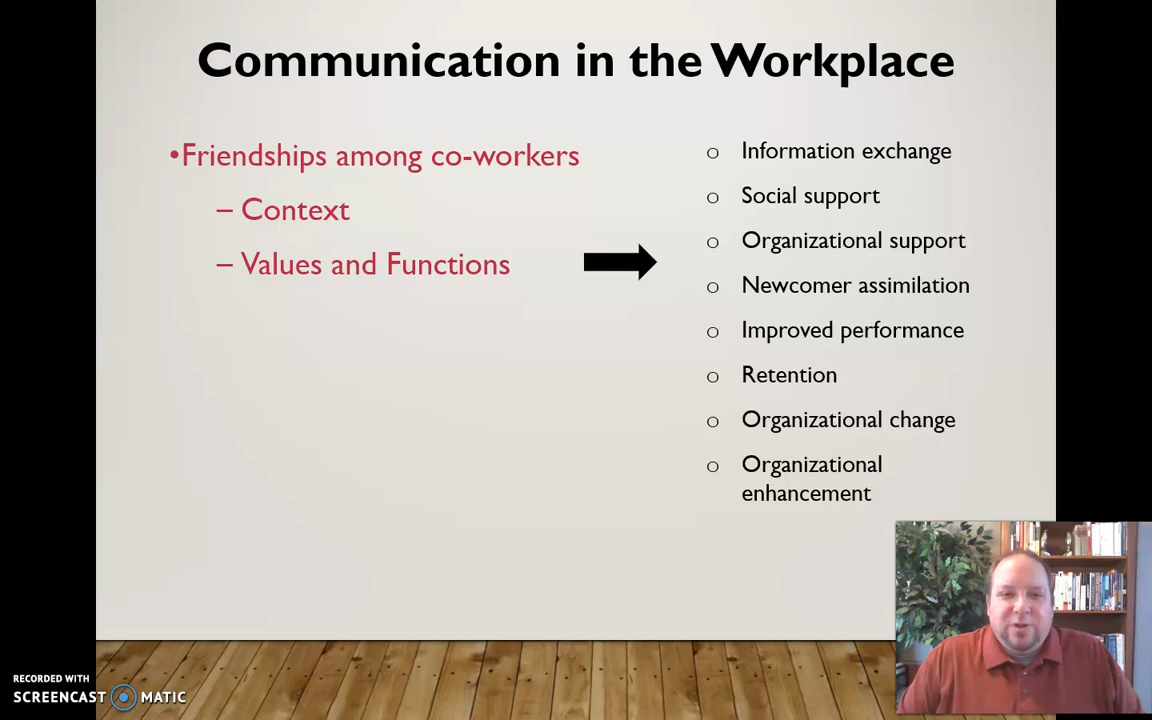 Communication in the Workplace
•Friendships among co-workers
– Context
– Values and Functions
o Information exchange
o Social support
o Organizational support
o Newcomer assimilation
o Improved performance
o Retention
o Organizational change
o Organizational
enhancement
RECORDED WITH
SCREENCAST MATIC